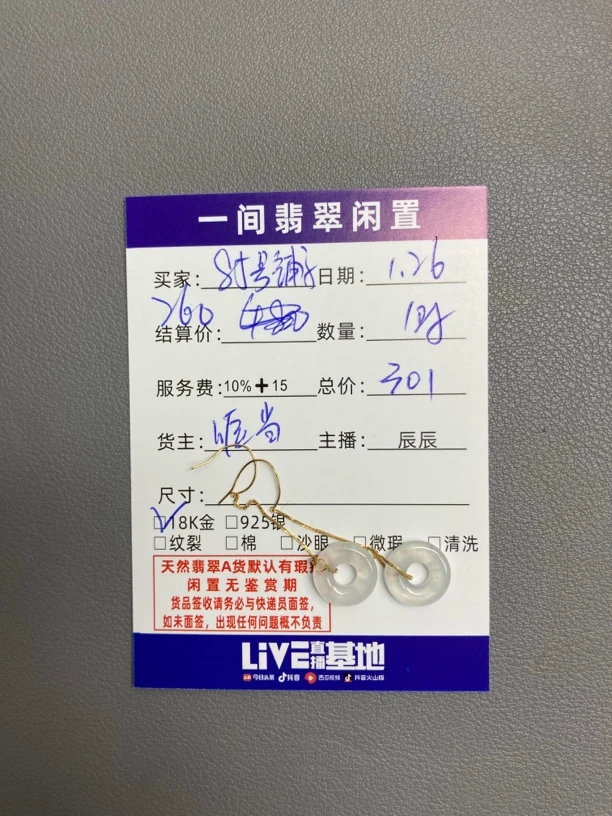 一间翡翠闲置
买家: 85号铺子 日期: 1.26
260
结算价: 数量: 1对
服务费: 10%+15 总价: 301
货主: 主播: 辰辰
尺寸:
☑18K金 □925银
□纹裂 □棉 □沙眼 □微瑕 □清洗
天然翡翠A货默认有瑕
闲置无鉴赏期
货品签收请务必与快递员面签,
如未面签，出现任何问题概不负责
LiVE直播基地
今日头条 抖音 西瓜视频 抖音火山版